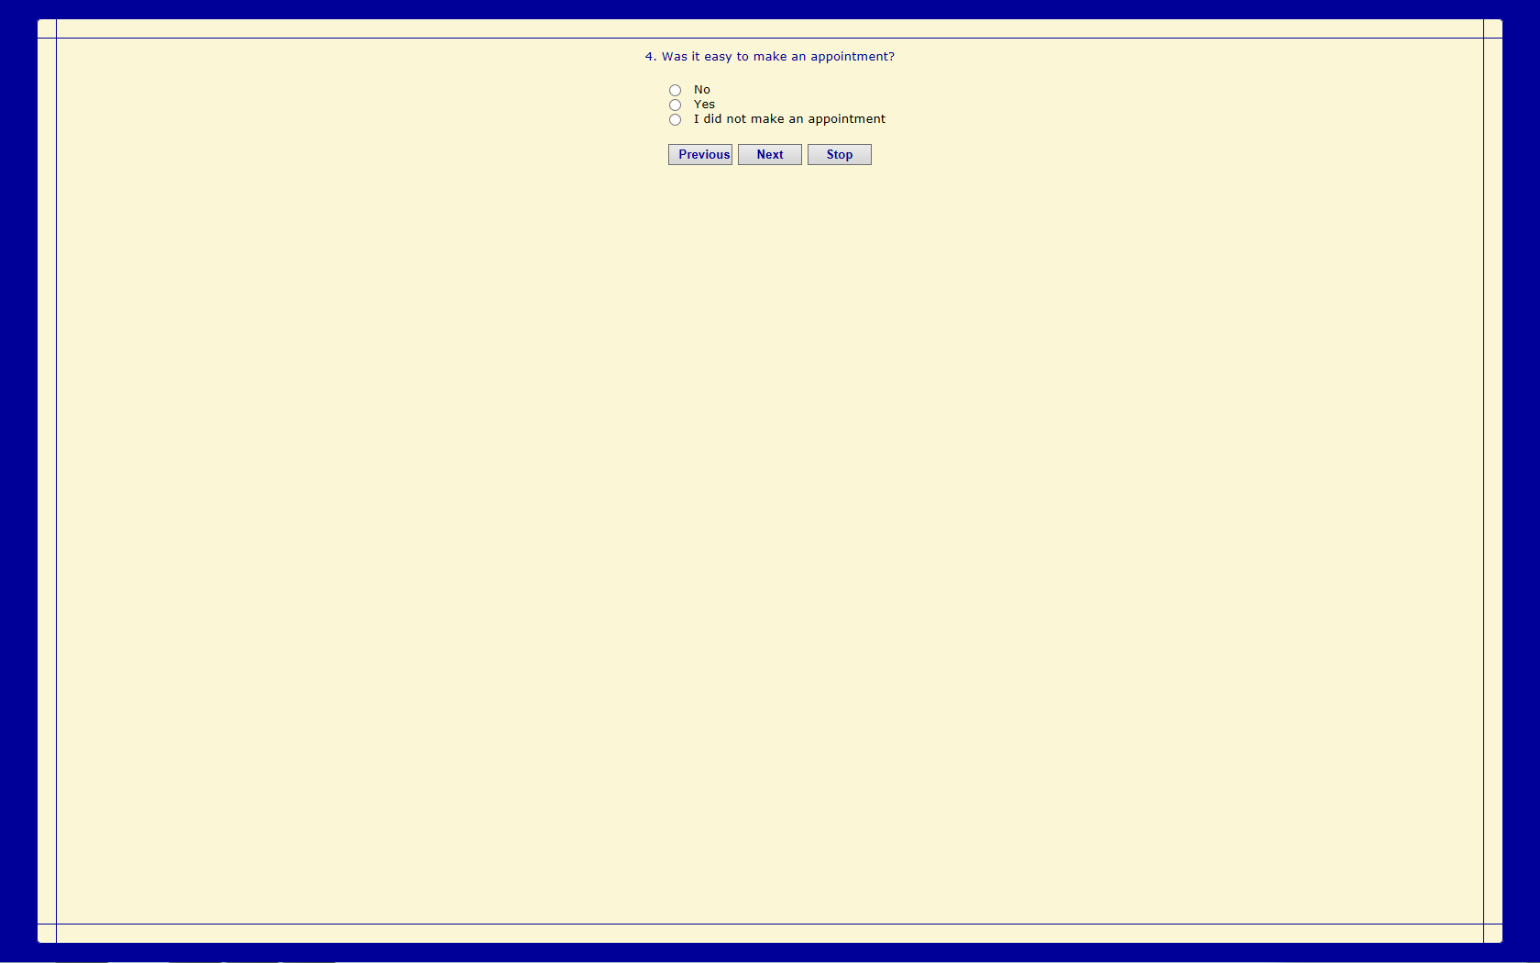 4. Was it easy to make an appointment?
No
Yes
I did not make an appointment
Previous Next Stop